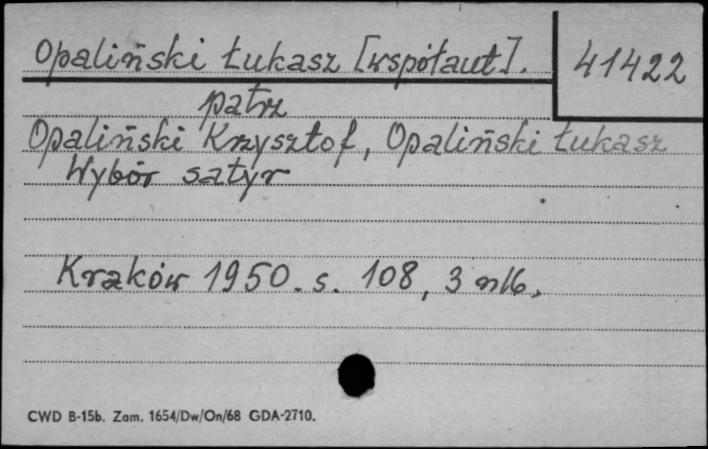 Opaliński Łukasz [współaut]. 41422
patrz
Opaliński Krzysztof, Opaliński Łukasz
Wybór satyr
Kraków 1950. s. 108, 3 nlb.
CWD B-15b. Zam. 1654/Dw/On/68 GDA-2710.